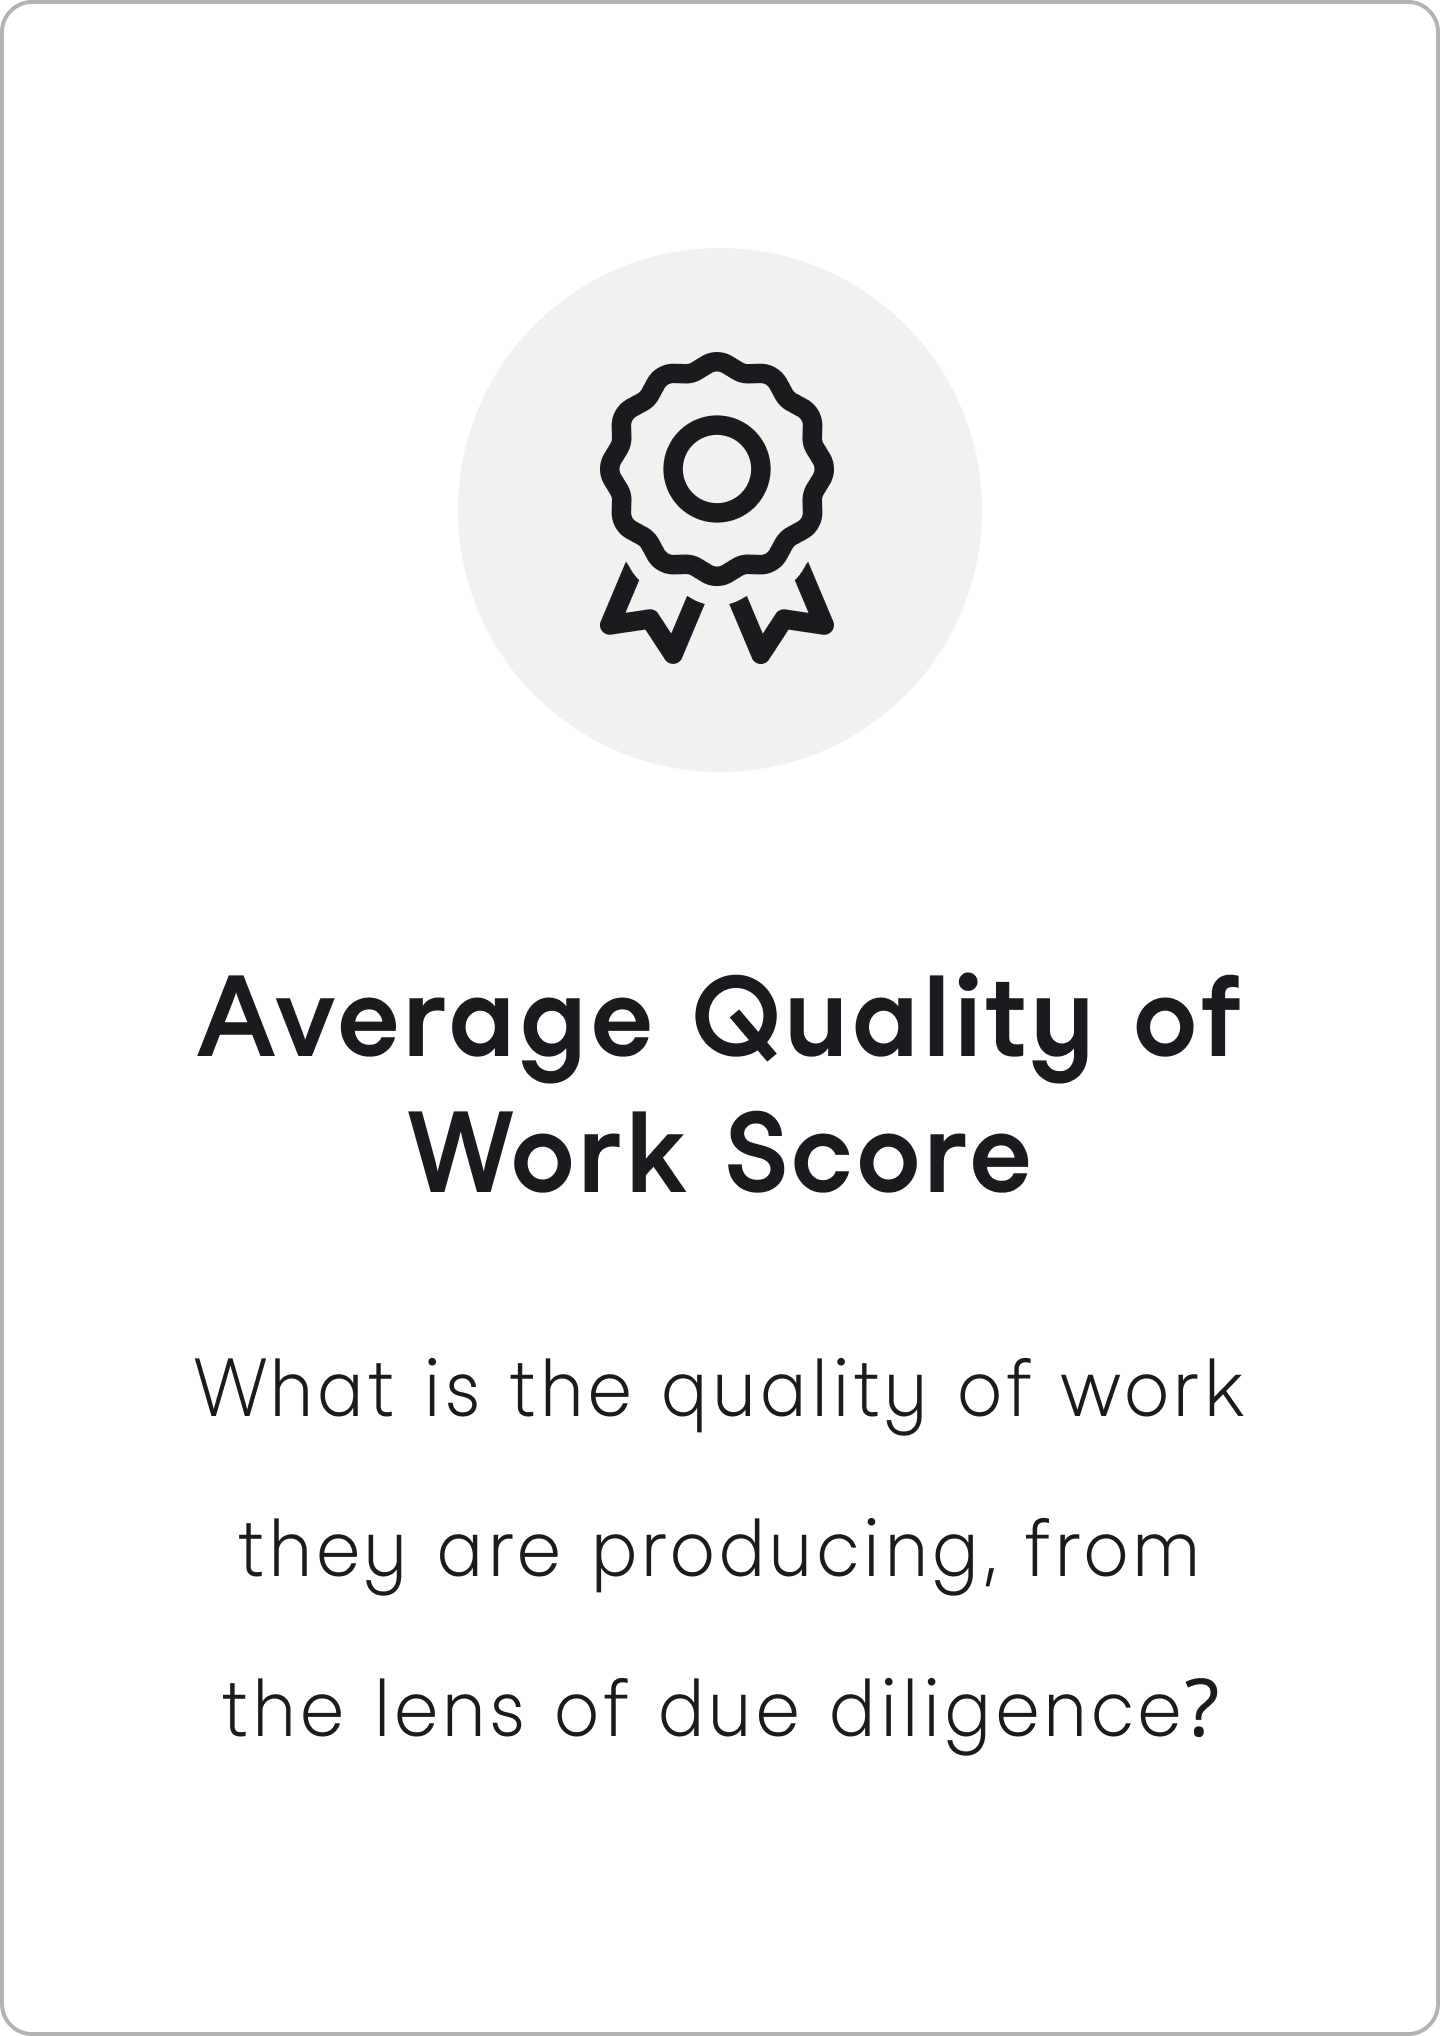 Average Quality of
Work Score
What is the quality of work
they are producing, from
the lens of due diligence?